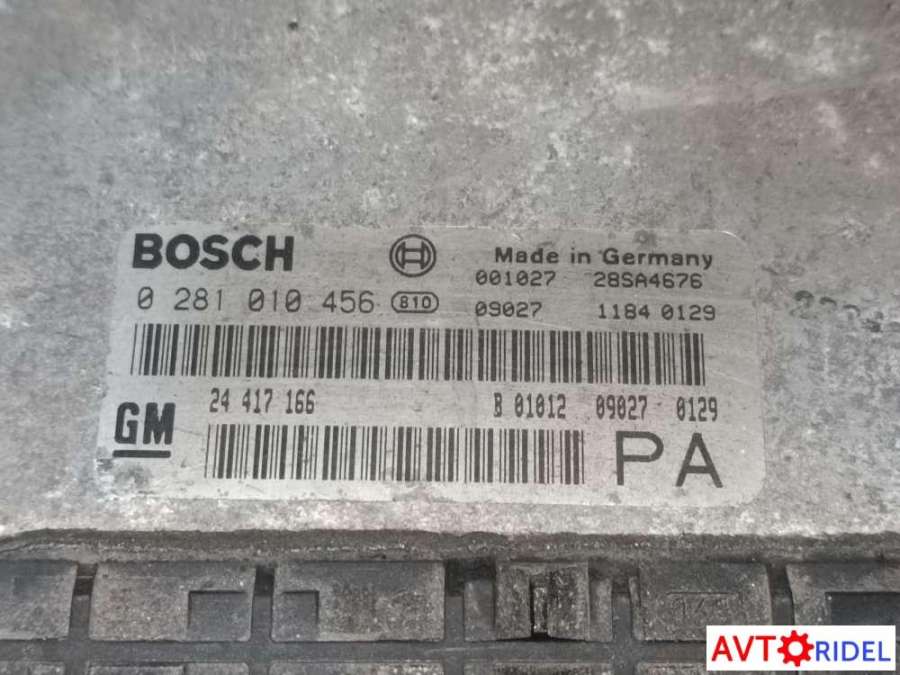 BOSCH
Made in Germany
001027 28SA4676
0 281 010 456 810
09027 1184 0129
24 417 166
B 01012 09027 0129
GM
PA
AVTORIDEL